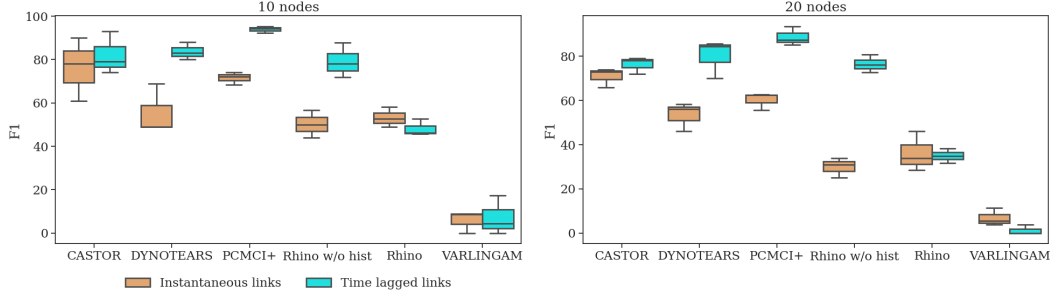 10 nodes
100
80
60
40
20
0
F1
CASTOR DYNOTEARS PCMCI+ Rhino w/o hist Rhino VARLINGAM
20 nodes
80
60
40
20
0
F1
CASTOR DYNOTEARS PCMCI+ Rhino w/o hist Rhino VARLINGAM
Instantaneous links Time lagged links